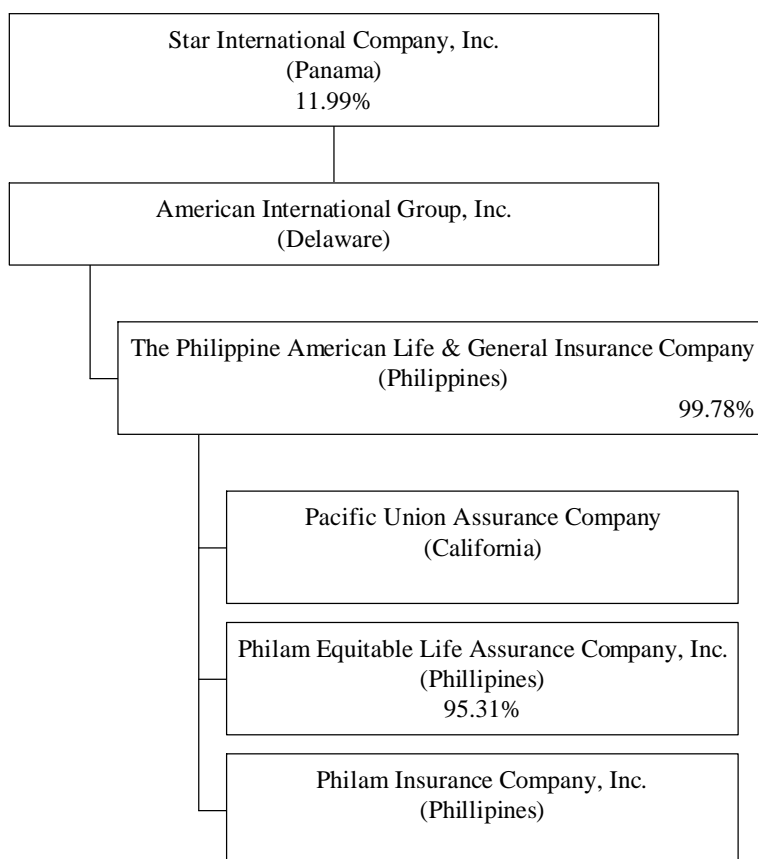 Star International Company, Inc.
(Panama)
11.99%
American International Group, Inc.
(Delaware)
The Philippine American Life & General Insurance Company
(Philippines)
99.78%
Pacific Union Assurance Company
(California)
Philam Equitable Life Assurance Company, Inc.
(Phillipines)
95.31%
Philam Insurance Company, Inc.
(Phillipines)